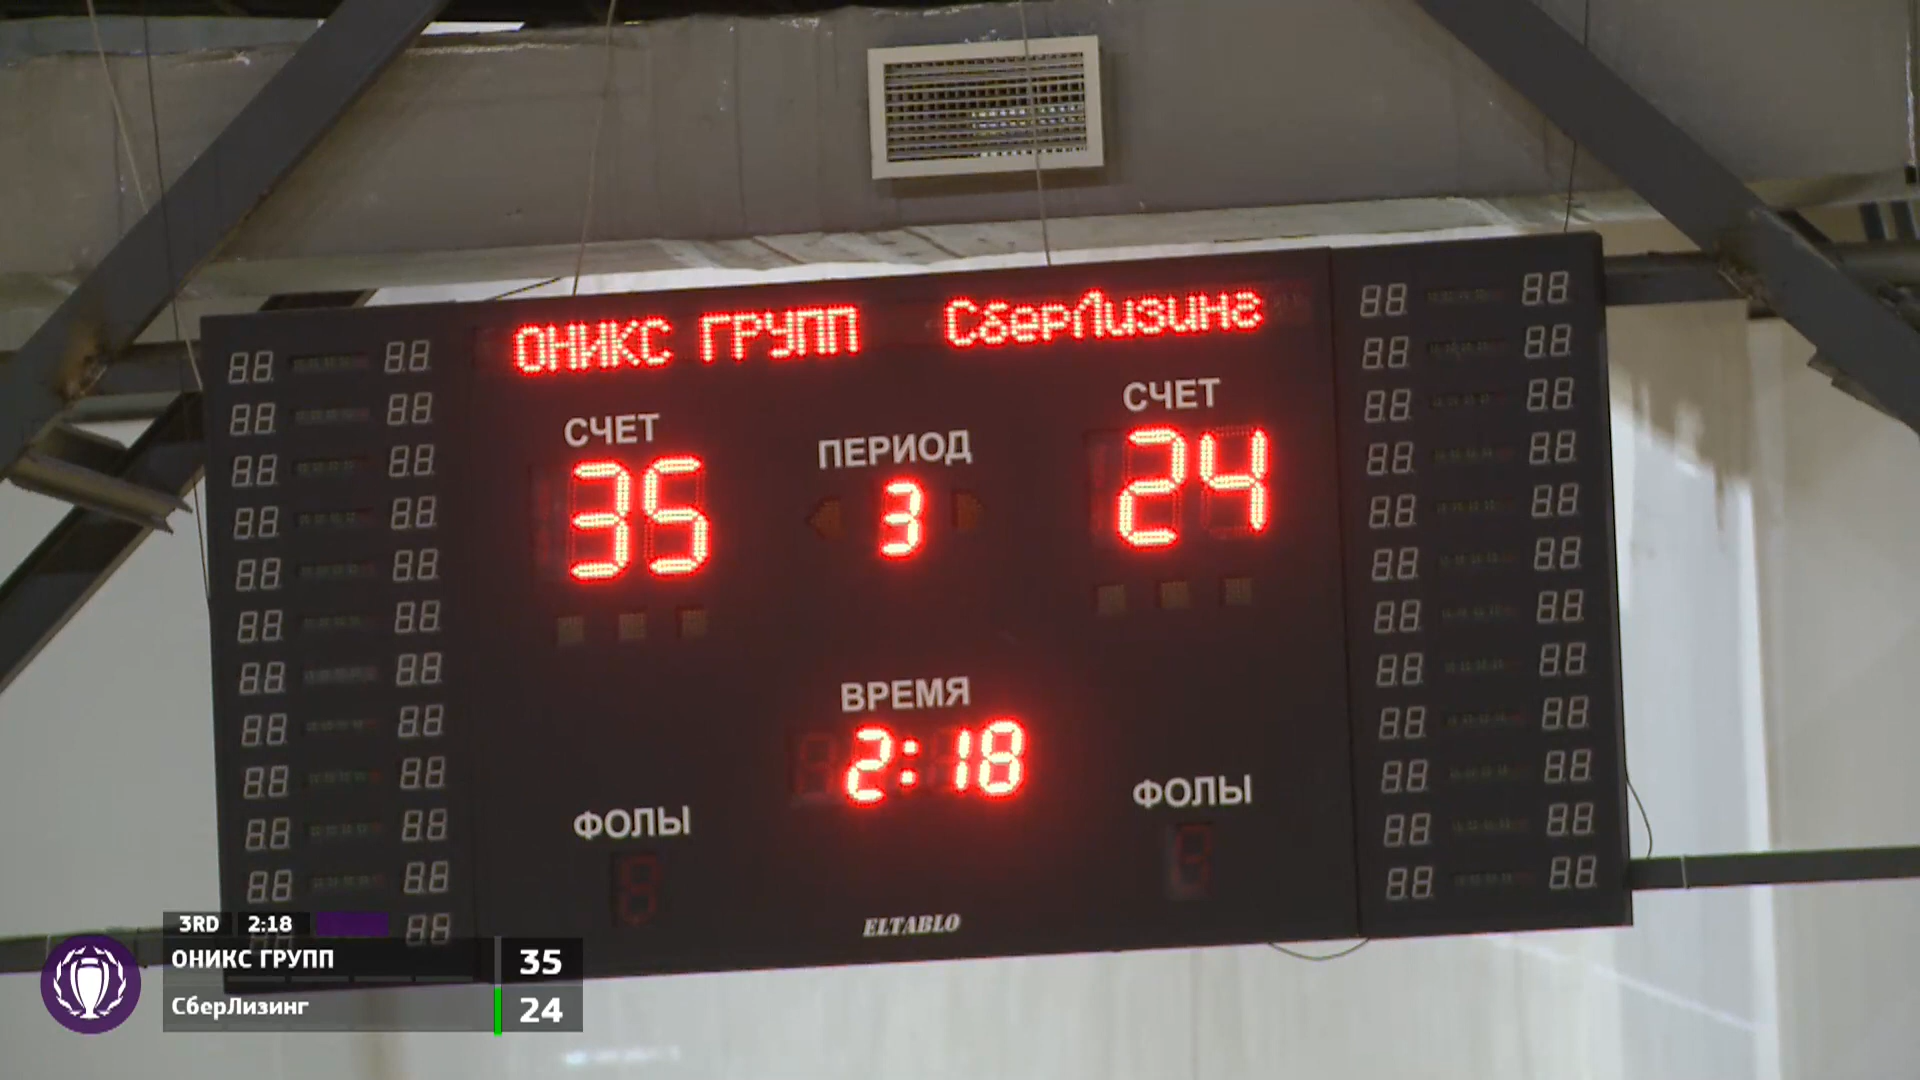 ОНИКС ГРУПП СберЛизинг
СЧЕТ СЧЕТ
ПЕРИОД
35 3 24
ВРЕМЯ
2:18
ФОЛЫ ФОЛЫ
ELTABLO
3RD 2:18
ОНИКС ГРУПП 35
СберЛизинг 24